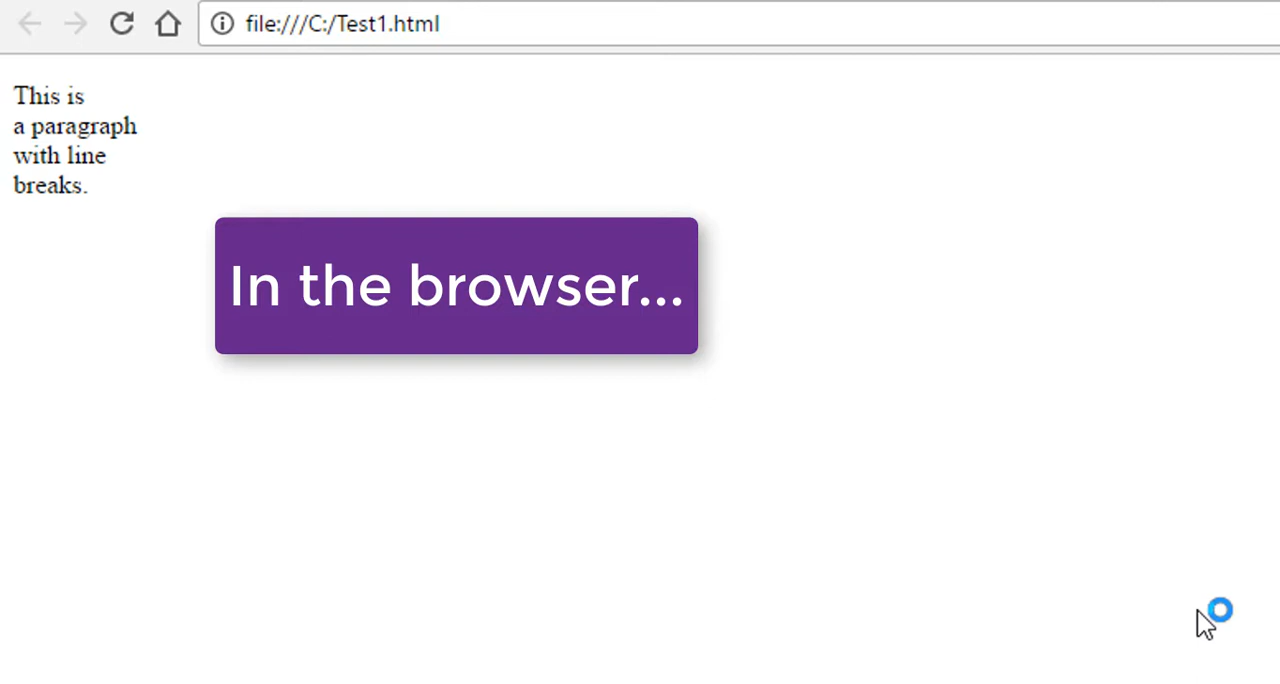 file:///C:/Test1.html
This is
a paragraph
with line
breaks.
In the browser...